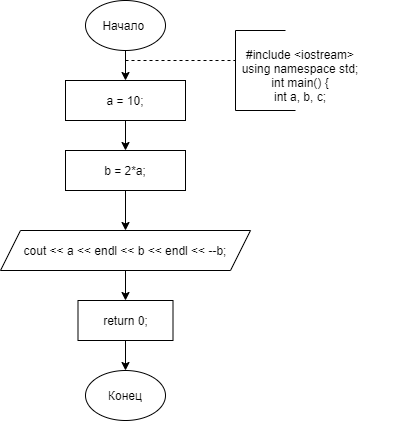 Начало
#include <iostream>
using namespace std;
int main() {
int a, b, c;
a = 10;
b = 2*a;
cout << a << endl << b << endl << --b;
return 0;
Конец